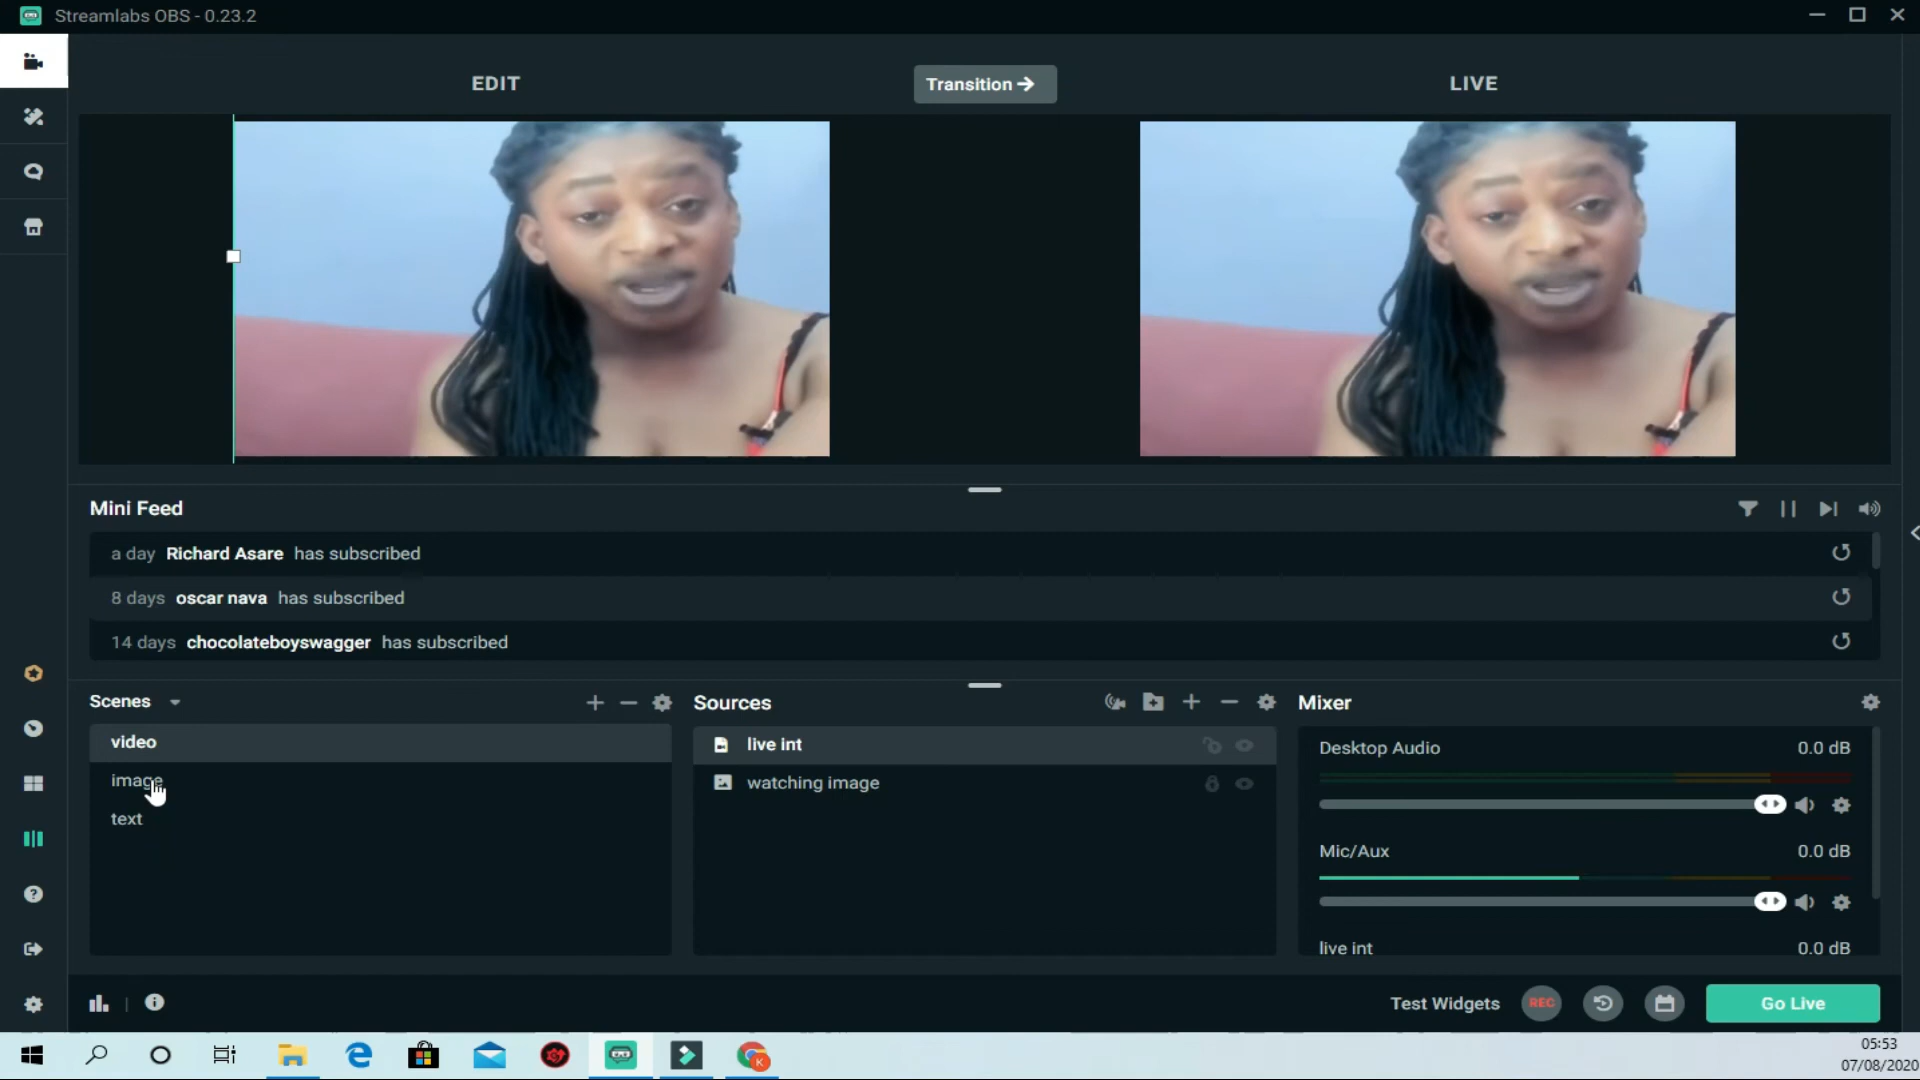 Streamlabs OBS - 0.23.2
EDIT
Transition
LIVE
Mini Feed
a day Richard Asare has subscribed
8 days oscar nava has subscribed
14 days chocolateboyswagger has subscribed
Scenes
Sources
Mixer
video
image
text
live int
watching image
Desktop Audio 0.0 dB
Mic/Aux 0.0 dB
live int 0.0 dB
Test Widgets
REC
Go Live
K
05:53
07/08/2020